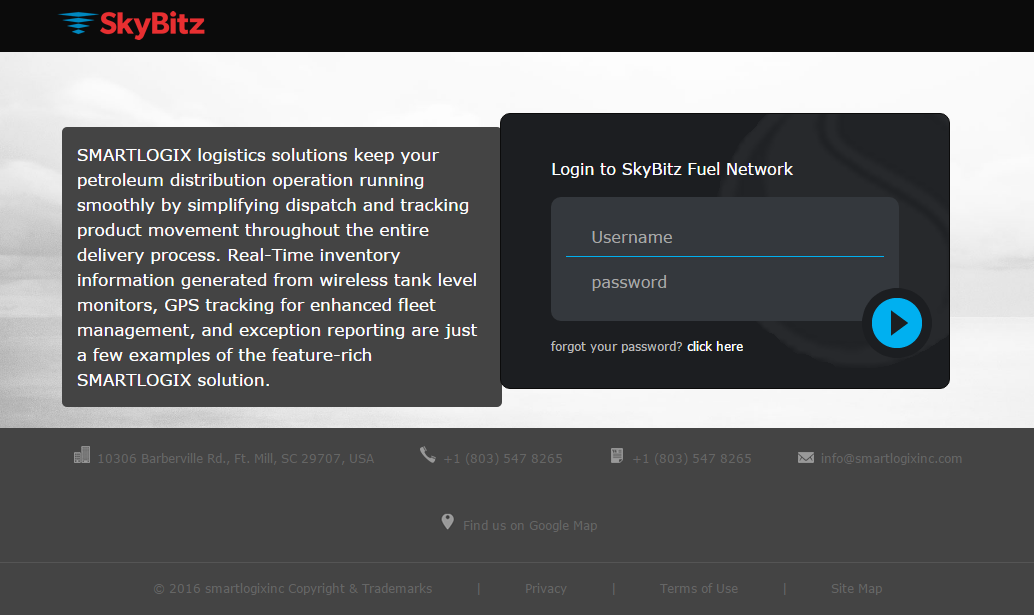 SkyBitz
SMARTLOGIX logistics solutions keep your
petroleum distribution operation running
smoothly by simplifying dispatch and tracking
product movement throughout the entire
delivery process. Real-Time inventory
information generated from wireless tank level
monitors, GPS tracking for enhanced fleet
management, and exception reporting are just
a few examples of the feature-rich
SMARTLOGIX solution.
Login to SkyBitz Fuel Network
Username
password
forgot your password? click here
10306 Barberville Rd., Ft. Mill, SC 29707, USA
+1 (803) 547 8265
+1 (803) 547 8265
info@smartlogixinc.com
Find us on Google Map
© 2016 smartlogixinc Copyright & Trademarks | Privacy | Terms of Use | Site Map